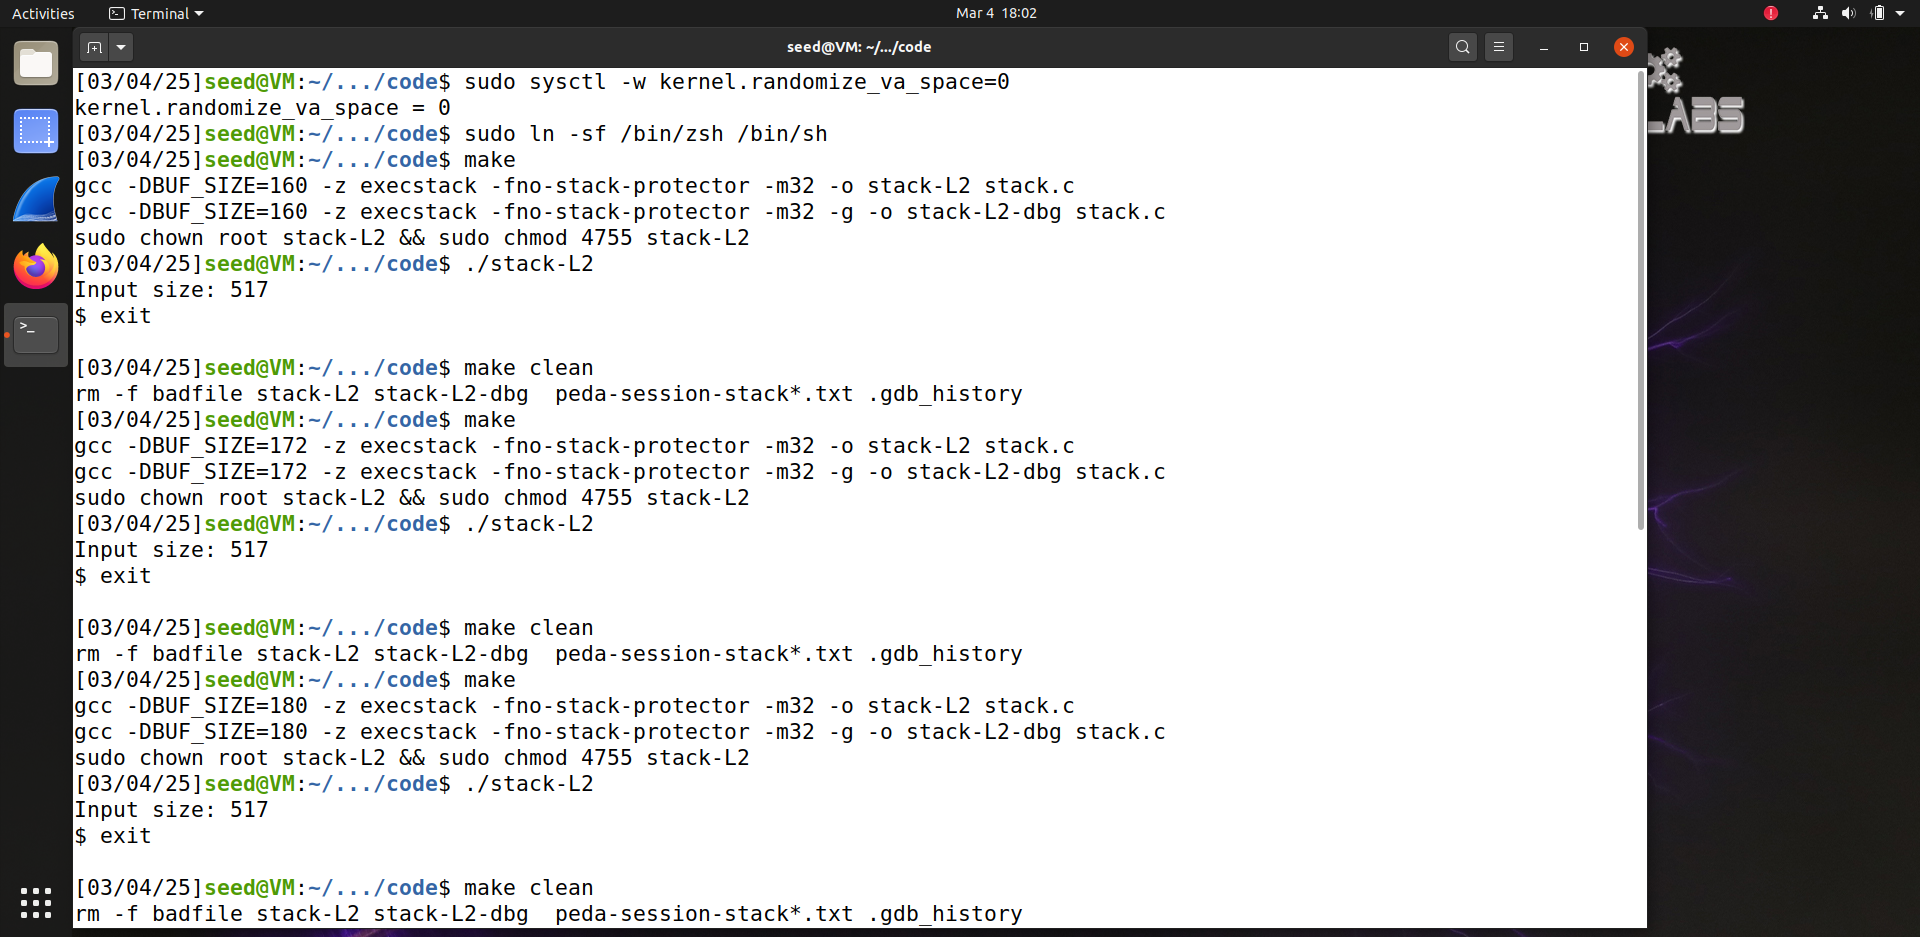 Activities
Terminal
Mar 4 18:02
seed@VM: ~/.../code
[03/04/25]seed@VM:~/.../code$ sudo sysctl -w kernel.randomize_va_space=0
kernel.randomize_va_space = 0
[03/04/25]seed@VM:~/.../code$ sudo ln -sf /bin/zsh /bin/sh
[03/04/25]seed@VM:~/.../code$ make
gcc -DBUF_SIZE=160 -z execstack -fno-stack-protector -m32 -o stack-L2 stack.c
gcc -DBUF_SIZE=160 -z execstack -fno-stack-protector -m32 -g -o stack-L2-dbg stack.c
sudo chown root stack-L2 && sudo chmod 4755 stack-L2
[03/04/25]seed@VM:~/.../code$ ./stack-L2
Input size: 517
$ exit
[03/04/25]seed@VM:~/.../code$ make clean
rm -f badfile stack-L2 stack-L2-dbg  peda-session-stack*.txt .gdb_history
[03/04/25]seed@VM:~/.../code$ make
gcc -DBUF_SIZE=172 -z execstack -fno-stack-protector -m32 -o stack-L2 stack.c
gcc -DBUF_SIZE=172 -z execstack -fno-stack-protector -m32 -g -o stack-L2-dbg stack.c
sudo chown root stack-L2 && sudo chmod 4755 stack-L2
[03/04/25]seed@VM:~/.../code$ ./stack-L2
Input size: 517
$ exit
[03/04/25]seed@VM:~/.../code$ make clean
rm -f badfile stack-L2 stack-L2-dbg  peda-session-stack*.txt .gdb_history
[03/04/25]seed@VM:~/.../code$ make
gcc -DBUF_SIZE=180 -z execstack -fno-stack-protector -m32 -o stack-L2 stack.c
gcc -DBUF_SIZE=180 -z execstack -fno-stack-protector -m32 -g -o stack-L2-dbg stack.c
sudo chown root stack-L2 && sudo chmod 4755 stack-L2
[03/04/25]seed@VM:~/.../code$ ./stack-L2
Input size: 517
$ exit
[03/04/25]seed@VM:~/.../code$ make clean
rm -f badfile stack-L2 stack-L2-dbg  peda-session-stack*.txt .gdb_history
LABS